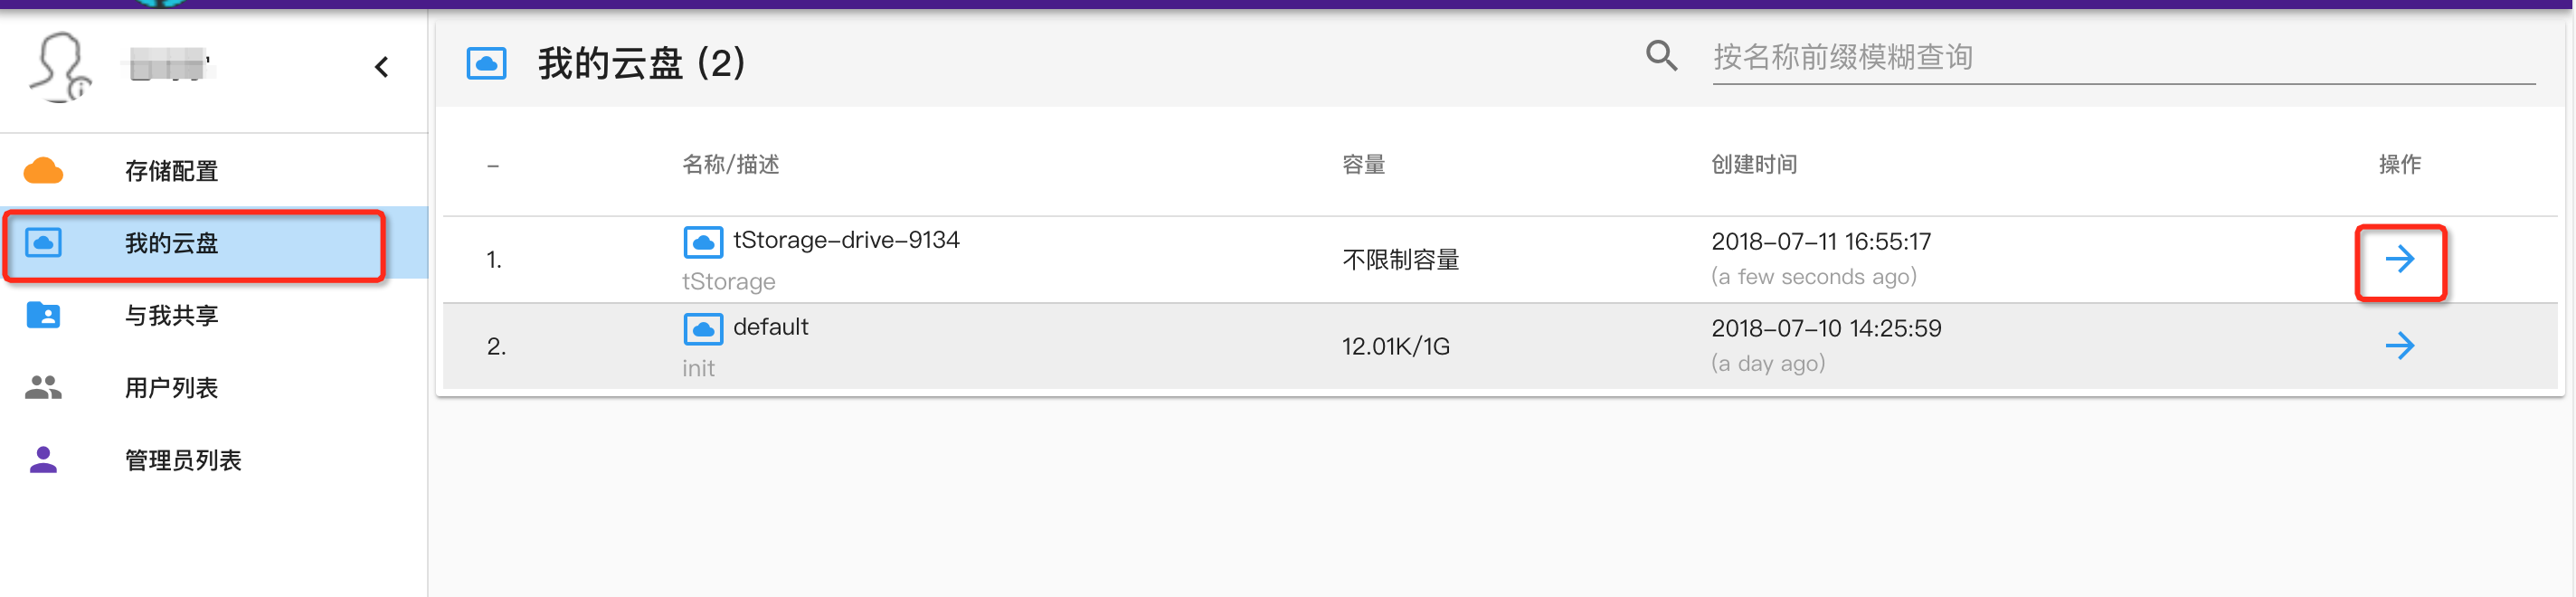 我的云盘 (2)
按名称前缀模糊查询
存储配置
我的云盘
与我共享
用户列表
管理员列表
– 名称/描述 容量 创建时间 操作
1. tStorage-drive-9134 不限制容量 2018-07-11 16:55:17
tStorage (a few seconds ago)
2. default 12.01K/1G 2018-07-10 14:25:59
init (a day ago)